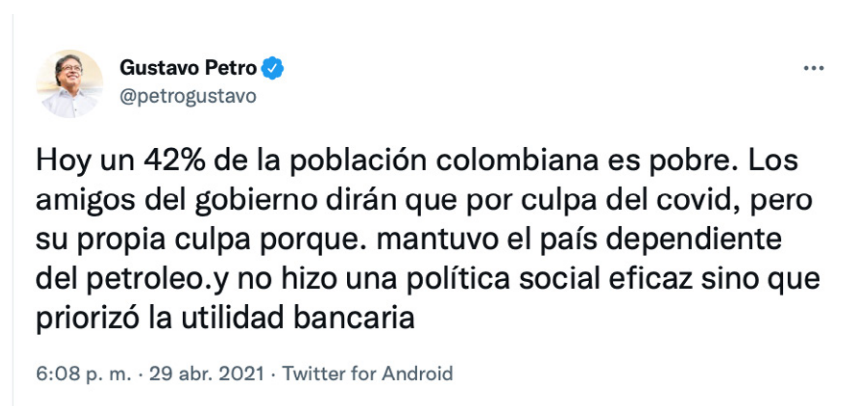 Gustavo Petro
@petrogustavo
Hoy un 42% de la población colombiana es pobre. Los
amigos del gobierno dirán que por culpa del covid, pero
su propia culpa porque. mantuvo el país dependiente
del petroleo.y no hizo una política social eficaz sino que
priorizó la utilidad bancaria
6:08 p. m. · 29 abr. 2021 · Twitter for Android